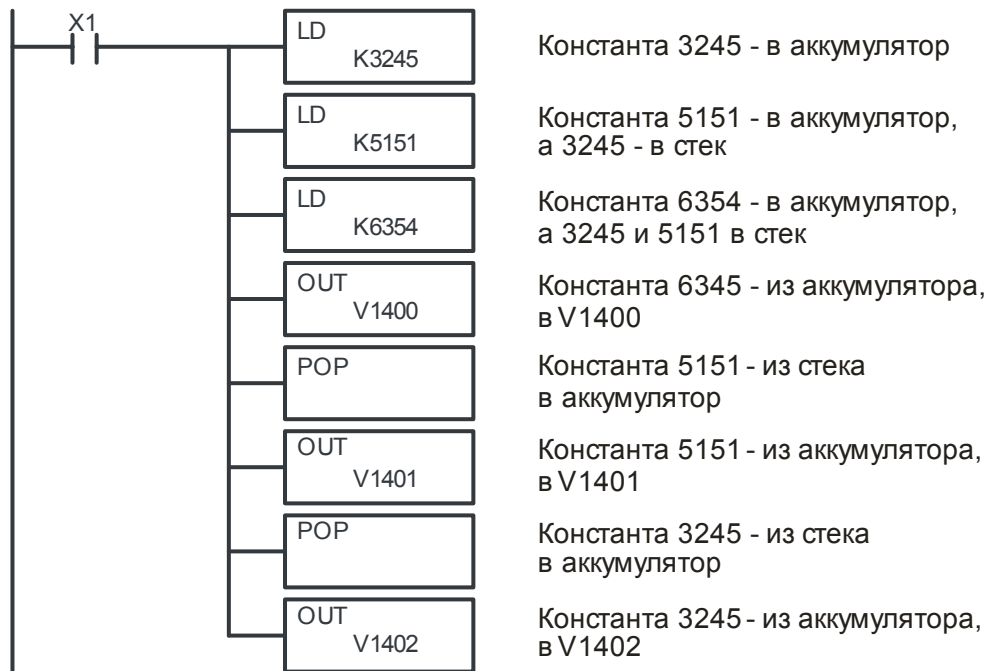 X1
LD
K3245
Константа 3245 - в аккумулятор
LD
K5151
Константа 5151 - в аккумулятор,
а 3245 - в стек
LD
K6354
Константа 6354 - в аккумулятор,
а 3245 и 5151 в стек
OUT
V1400
Константа 6345 - из аккумулятора,
в V1400
POP
Константа 5151 - из стека
в аккумулятор
OUT
V1401
Константа 5151 - из аккумулятора,
в V1401
POP
Константа 3245 - из стека
в аккумулятор
OUT
V1402
Константа 3245 - из аккумулятора,
в V1402